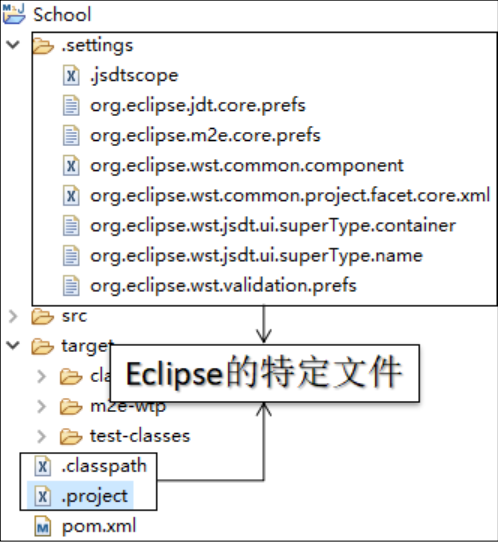 School
.settings
.jsdtscope
org.eclipse.jdt.core.prefs
org.eclipse.m2e.core.prefs
org.eclipse.wst.common.component
org.eclipse.wst.common.project.facet.core.xml
org.eclipse.wst.jsdt.ui.superType.container
org.eclipse.wst.jsdt.ui.superType.name
org.eclipse.wst.validation.prefs
src
target
Eclipse的特定文件
m2e-wtp
test-classes
.classpath
.project
pom.xml